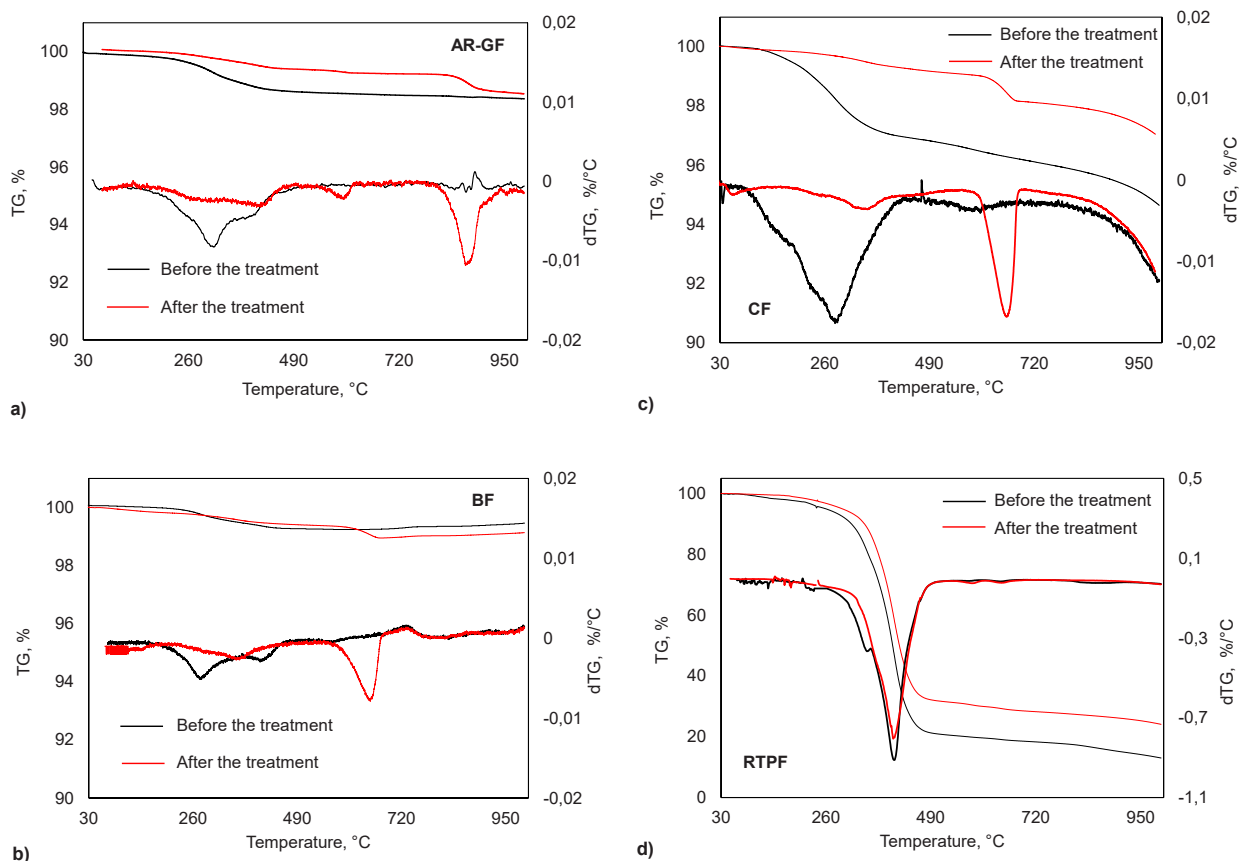 AR-GF
TG, %
100
98
96
94
92
90
0,02
0,01
0
-0,01
-0,02
dTG, %/°C
Before the treatment
After the treatment
30 260 490 720 950
Temperature, °C
a)
CF
TG, %
100
98
96
94
92
90
0,02
0,01
0
-0,01
-0,02
dTG, %/°C
Before the treatment
After the treatment
30 260 490 720 950
Temperature, °C
c)
BF
TG, %
100
98
96
94
92
90
0,02
0,01
0
-0,01
-0,02
dTG, %/°C
Before the treatment
After the treatment
30 260 490 720 950
Temperature, °C
b)
RTPF
TG, %
100
80
60
40
20
0
0,5
0,1
-0,3
-0,7
-1,1
dTG, %/°C
Before the treatment
After the treatment
30 260 490 720 950
Temperature, °C
d)